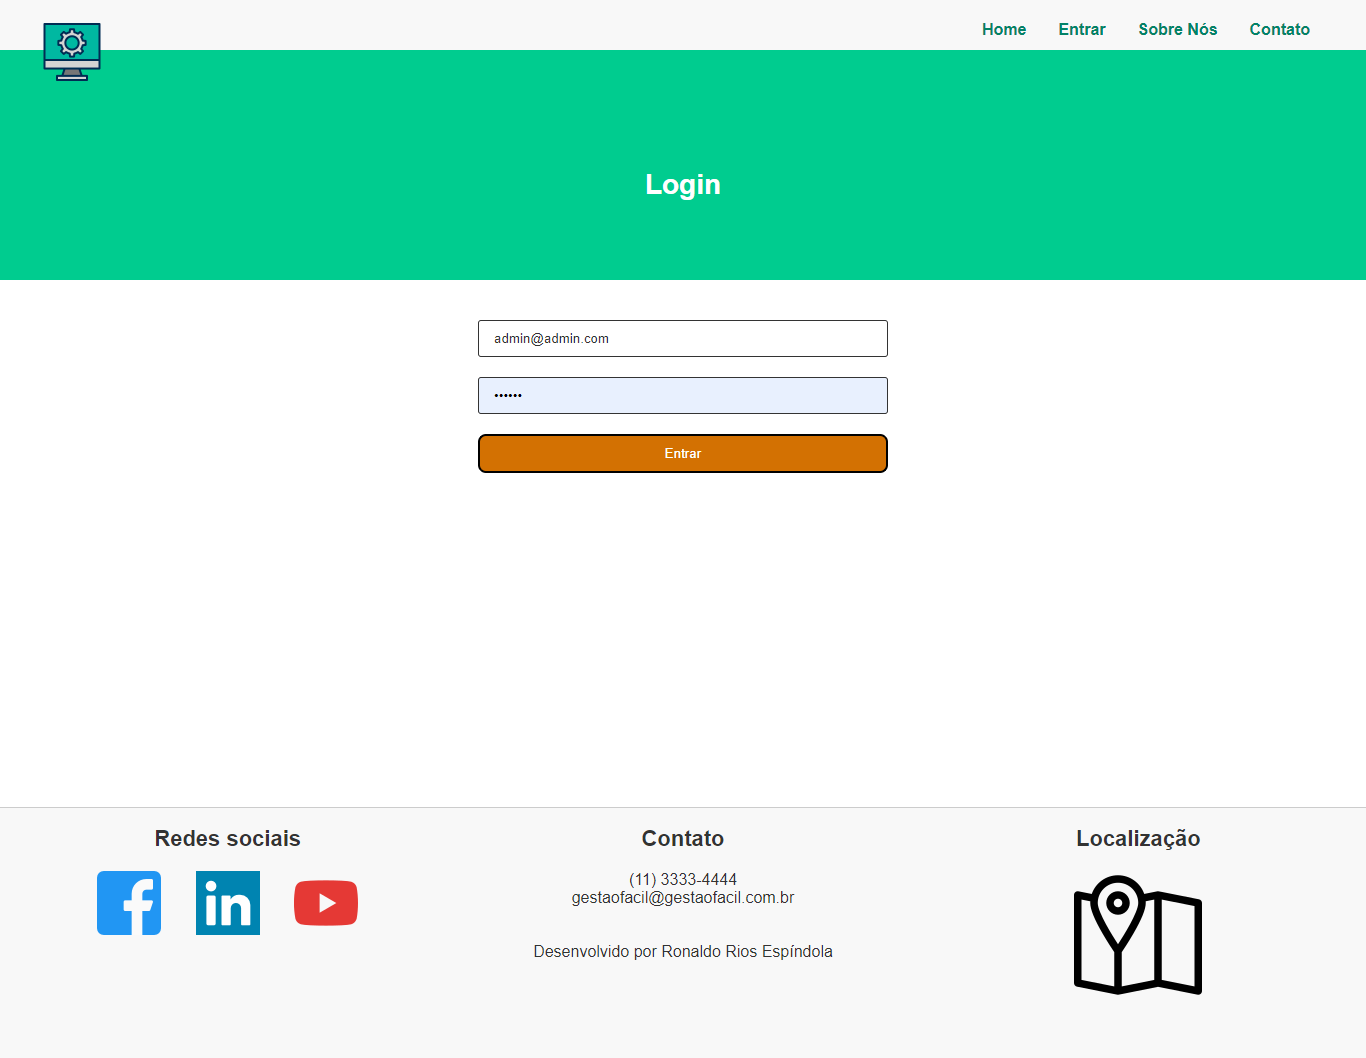 Home
Entrar
Sobre Nós
Contato
Login
admin@admin.com
••••••
Entrar
Redes sociais
in
Contato
(11) 3333-4444
gestaofacil@gestaofacil.com.br
Desenvolvido por Ronaldo Rios Espíndola
Localização